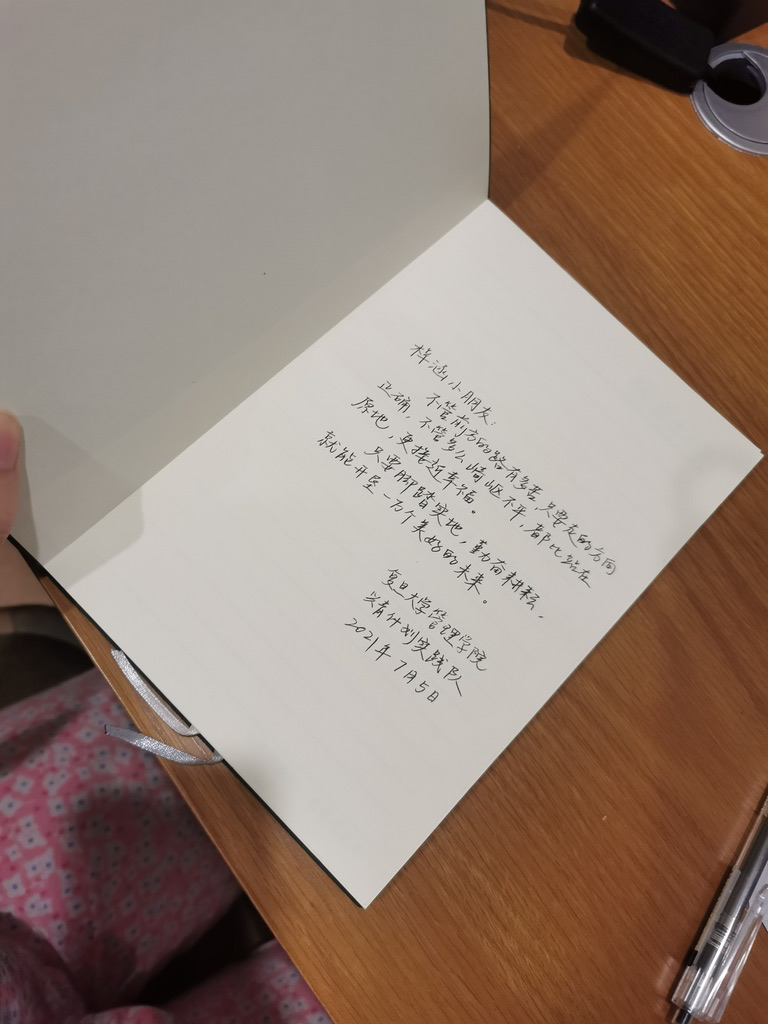 梓涵小朋友:
不管前方的路有多苦,只要走的方向
正确,不管多么崎岖不平,都比站在
原地,更接近幸福。
只要脚踏实地,勤奋耕耘,
就能开垦一方个美好的未来。
复旦大学管理学院
兴青计划实践队
2021年7月5日